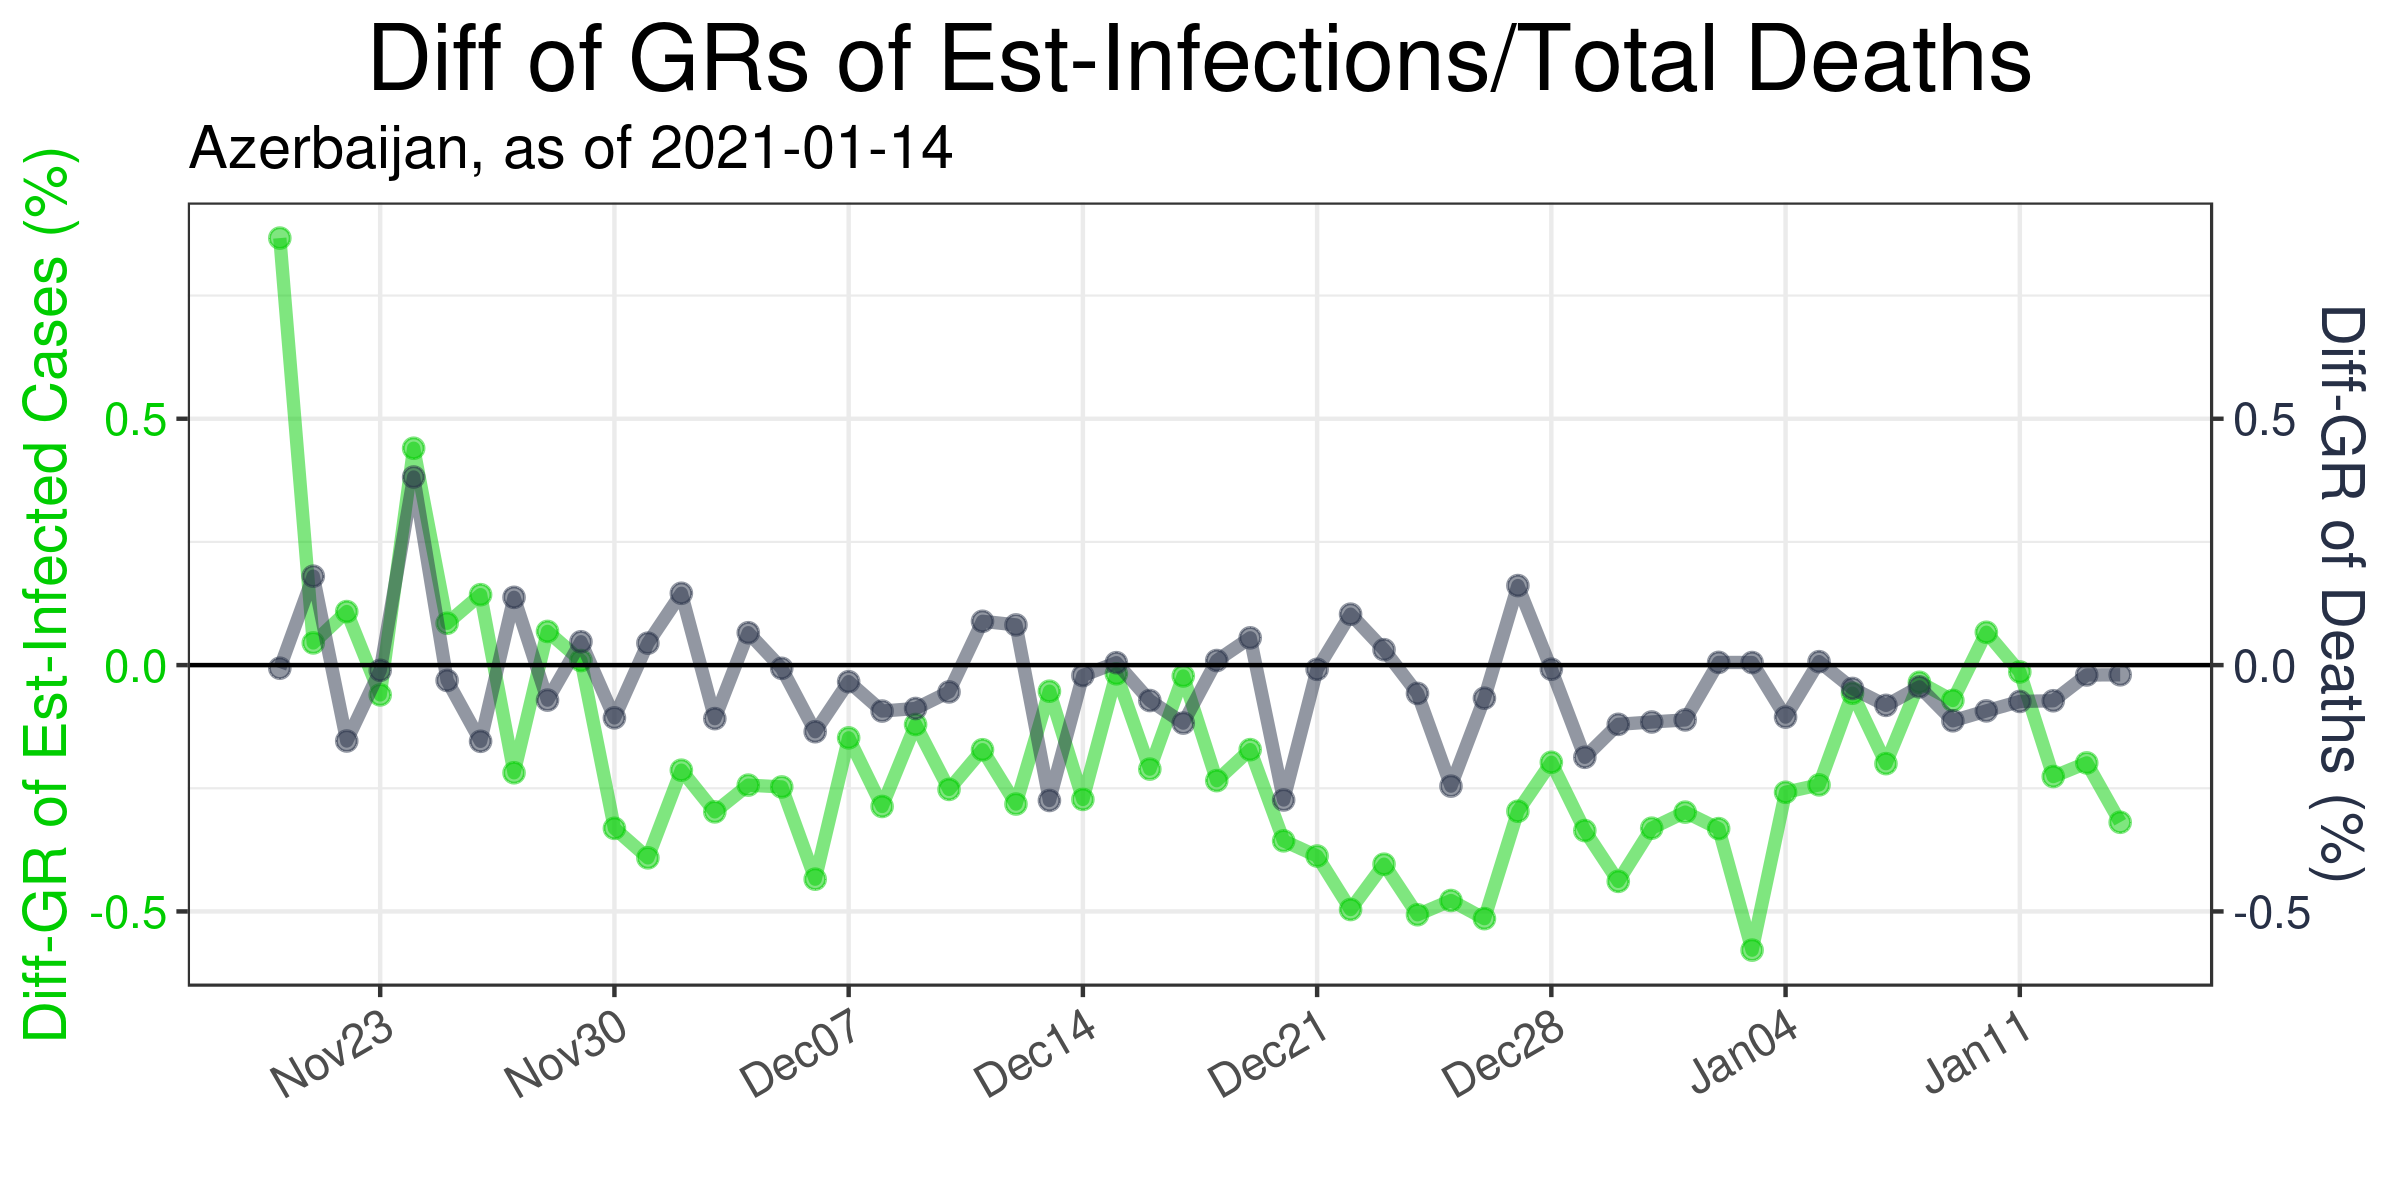 Diff of GRs of Est-Infections/Total Deaths
Azerbaijan, as of 2021-01-14
Diff-GR of Est-Infected Cases (%)
0.5
0.0
-0.5
Diff-GR of Deaths (%)
0.5
0.0
-0.5
Nov23
Nov30
Dec07
Dec14
Dec21
Dec28
Jan04
Jan11